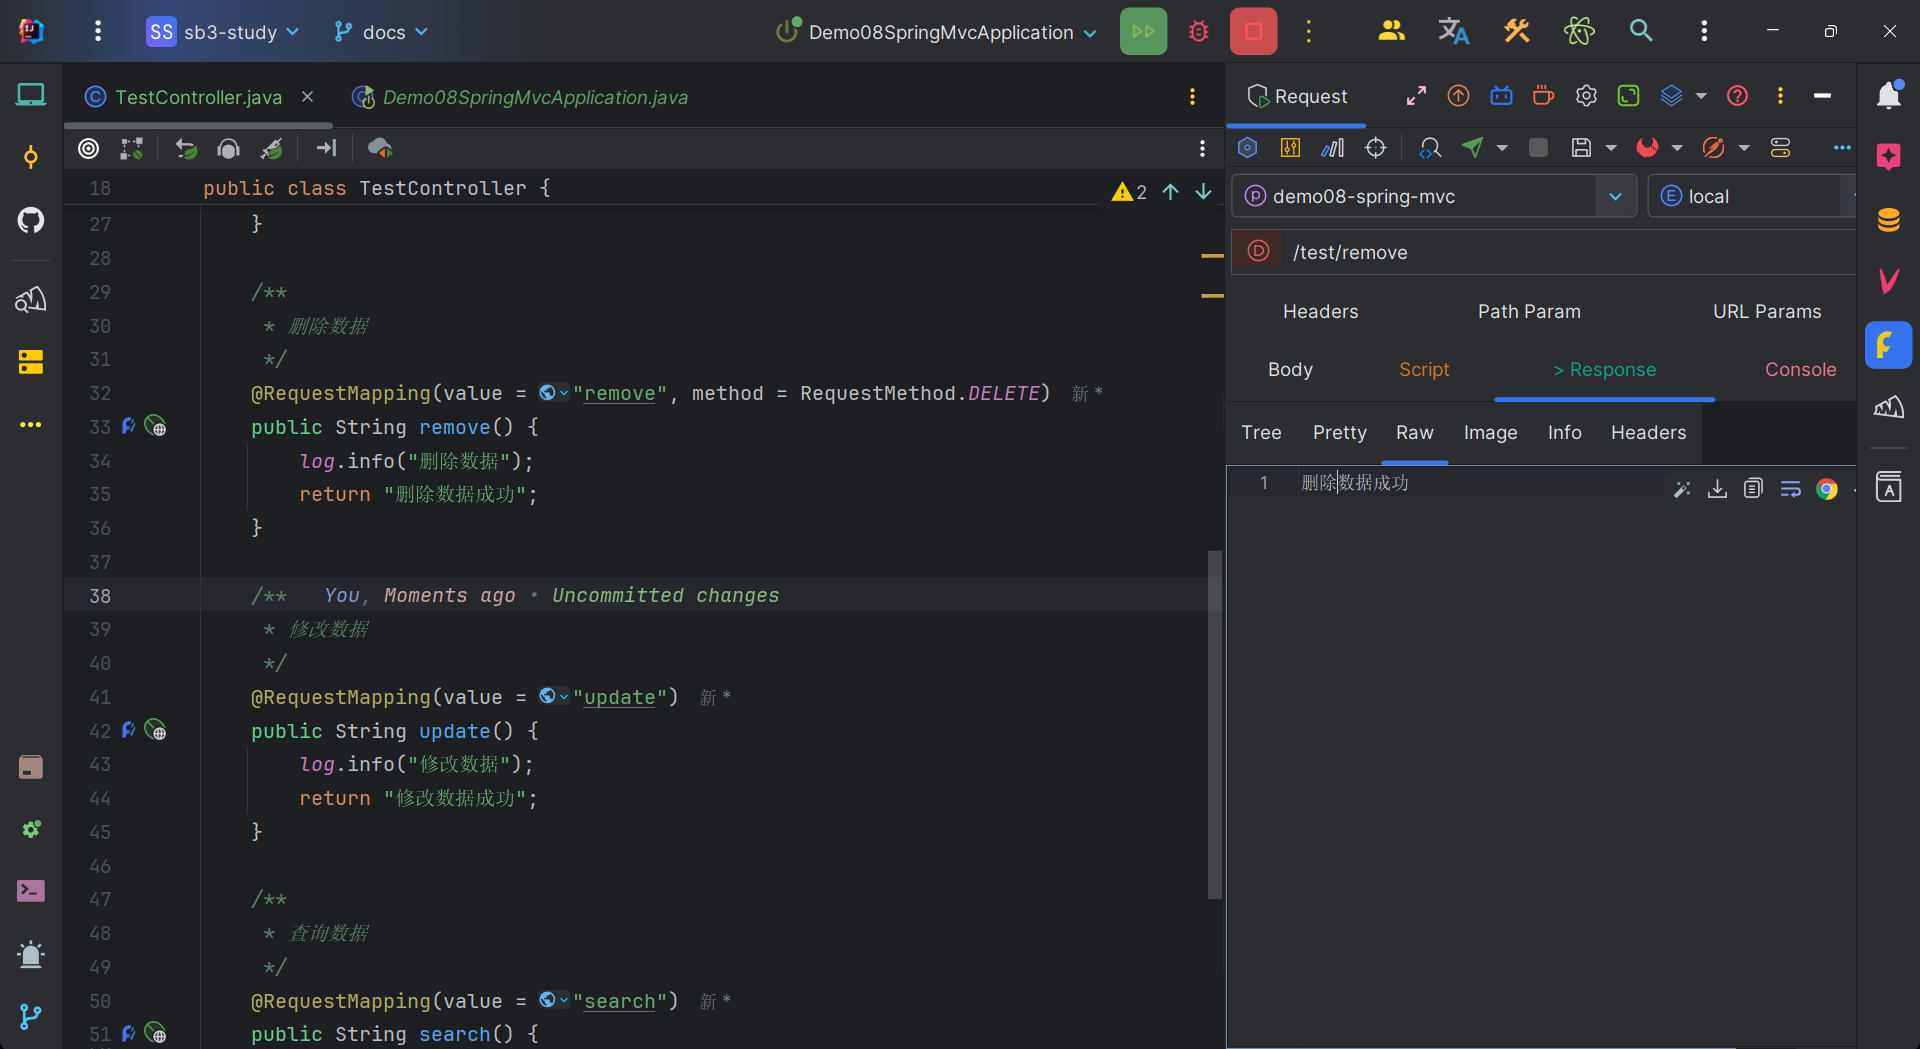 SS sb3-study docs Demo08SpringMvcApplication
TestController.java Demo08SpringMvcApplication.java
18 public class TestController {
2
27 }
28
29 /**
30 * 删除数据
31 */
32 @RequestMapping(value = "remove", method = RequestMethod.DELETE) 新 *
33 public String remove() {
34 log.info("删除数据");
35 return "删除数据成功";
36 }
37
38 /** You, Moments ago • Uncommitted changes
39 * 修改数据
40 */
41 @RequestMapping(value = "update") 新 *
42 public String update() {
43 log.info("修改数据");
44 return "修改数据成功";
45 }
46
47 /**
48 * 查询数据
49 */
50 @RequestMapping(value = "search") 新 *
51 public String search() {
Request
demo08-spring-mvc local
/test/remove
Headers Path Param URL Params
Body Script > Response Console
Tree Pretty Raw Image Info Headers
1 删除数据成功